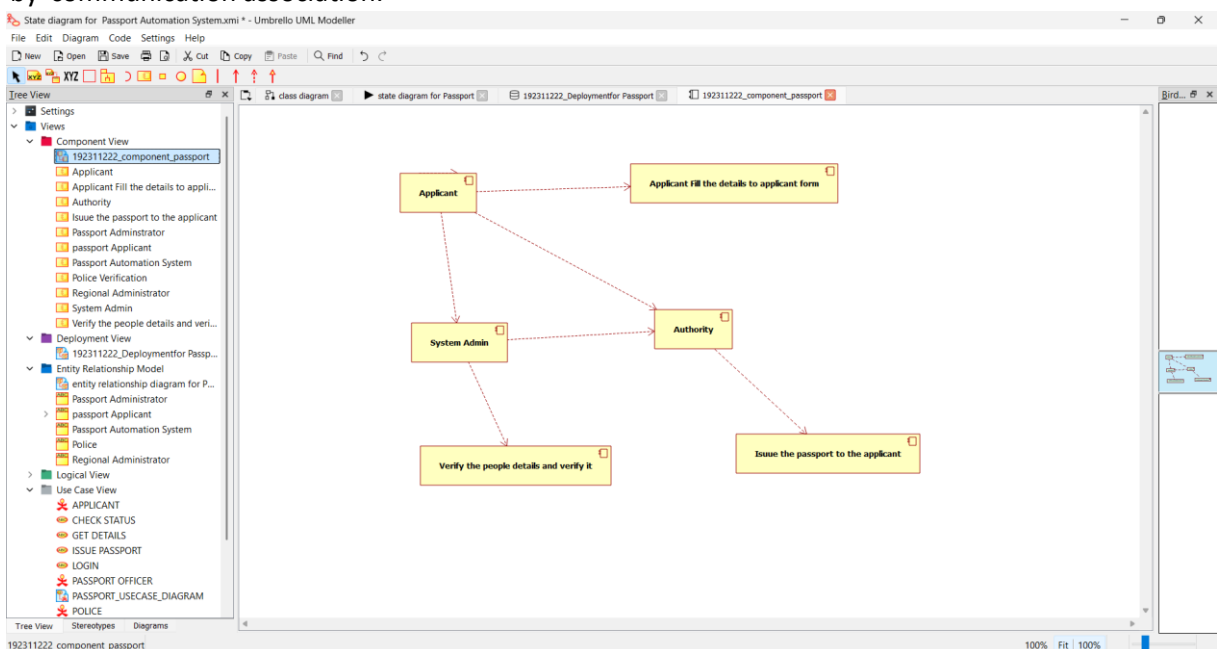 by communication association.
State diagram for Passport Automation System.xmi * - Umbrello UML Modeller
File Edit Diagram Code Settings Help
New Open Save Cut Copy Paste Find
XYZ XYZ
Tree View
class diagram
state diagram for Passport
192311222_Deploymentfor Passport
192311222_component_passport
Bird...
Settings
Views
Component View
192311222_component_passport
Applicant
Applicant Fill the details to appli...
Authority
Isuue the passport to the applicant
Passport Adminstrator
passport Applicant
Passport Automation System
Police Verification
Regional Administrator
System Admin
Verify the people details and veri...
Deployment View
192311222_Deploymentfor Passp...
Entity Relationship Model
entity relationship diagram for P...
Passport Administrator
passport Applicant
Passport Automation System
Police
Regional Administrator
Logical View
Use Case View
APPLICANT
CHECK STATUS
GET DETAILS
ISSUE PASSPORT
LOGIN
PASSPORT OFFICER
PASSPORT_USECASE_DIAGRAM
POLICE
Applicant
Applicant Fill the details to applicant form
System Admin
Authority
Verify the people details and verify it
Isuue the passport to the applicant
Tree View Stereotypes Diagrams
192311222_component_passport
100% Fit 100%